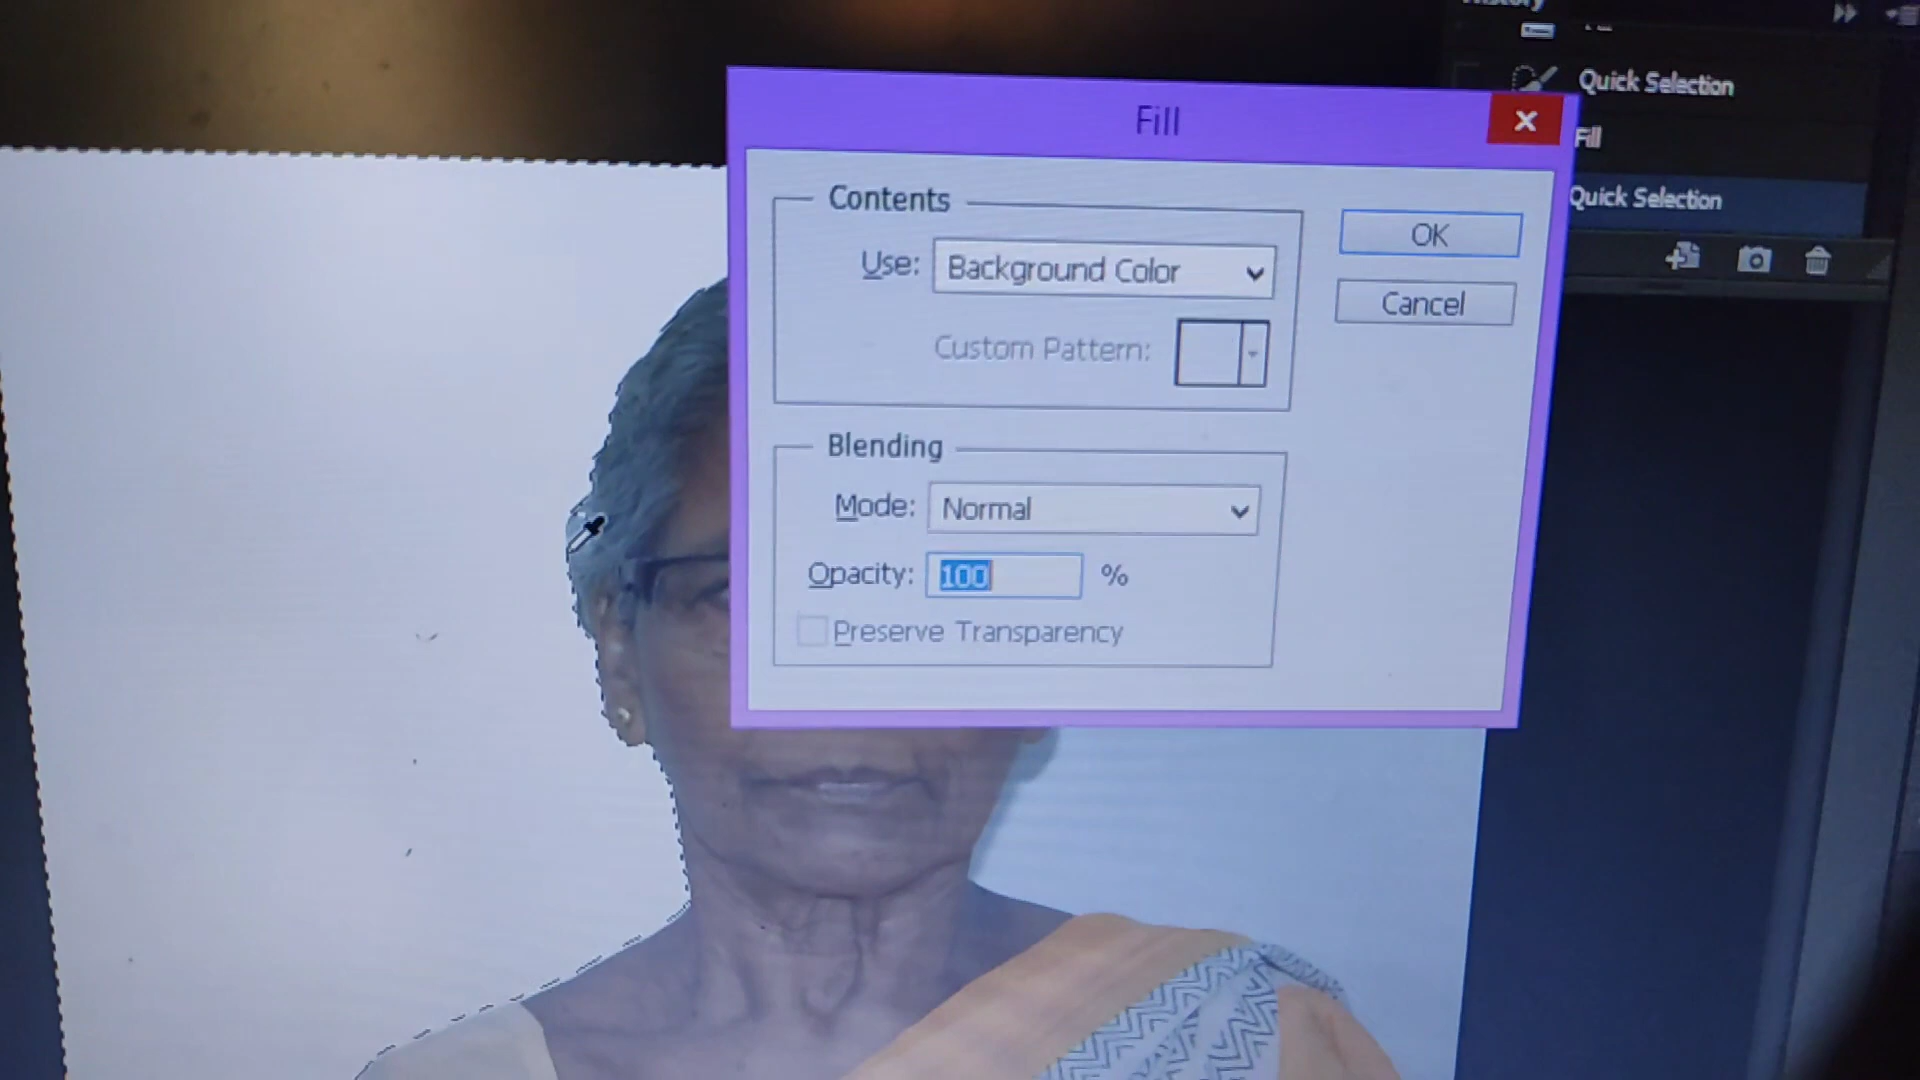 History
Quick Selection
Fill
Quick Selection
Fill
Contents
Use: Background Color
Custom Pattern:
OK
Cancel
Blending
Mode: Normal
Opacity: 100 %
Preserve Transparency